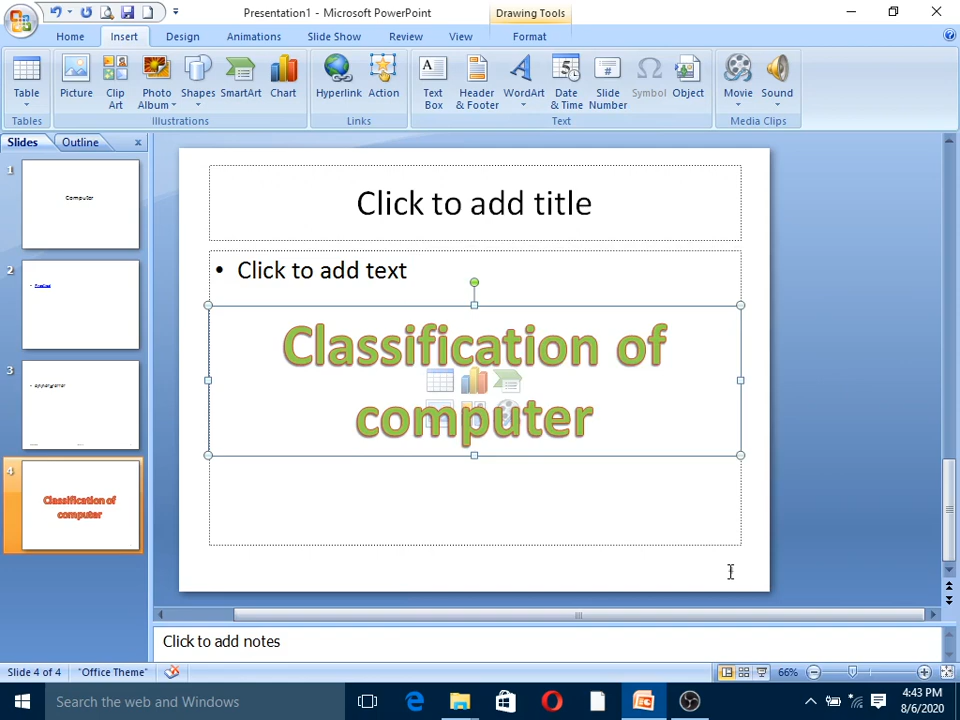 Presentation1 - Microsoft PowerPoint
Drawing Tools
Home
Insert
Design
Animations
Slide Show
Review
View
Format
Table
Picture
Clip Art
Photo Album
Shapes
SmartArt
Chart
Hyperlink
Action
Text Box
Header & Footer
WordArt
Date & Time
Slide Number
Symbol
Object
Movie
Sound
Tables
Illustrations
Links
Text
Media Clips
Slides
Outline
1
Computer
2
3
4
Classification of
computer
Click to add title
• Click to add text
Classification of
computer
Click to add notes
Slide 4 of 4
"Office Theme"
66%
Search the web and Windows
4:43 PM
8/6/2020